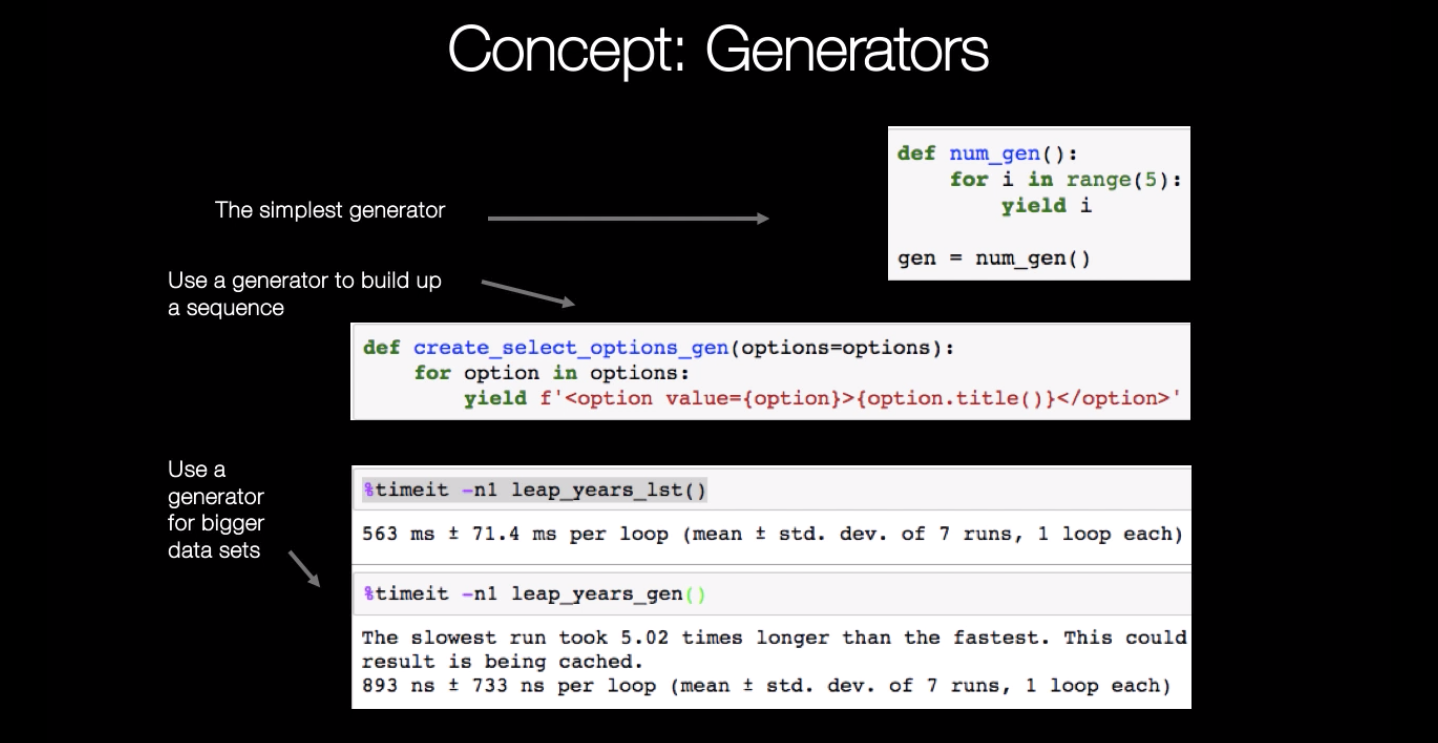 Concept: Generators
The simplest generator
def num_gen():
    for i in range(5):
        yield i
gen = num_gen()
Use a generator to build up
a sequence
def create_select_options_gen(options=options):
    for option in options:
        yield f'<option value={option}>{option.title()}</option>'
Use a
generator
for bigger
data sets
%timeit -n1 leap_years_lst()
563 ms ± 71.4 ms per loop (mean ± std. dev. of 7 runs, 1 loop each)
%timeit -n1 leap_years_gen()
The slowest run took 5.02 times longer than the fastest. This could
result is being cached.
893 ns ± 733 ns per loop (mean ± std. dev. of 7 runs, 1 loop each)